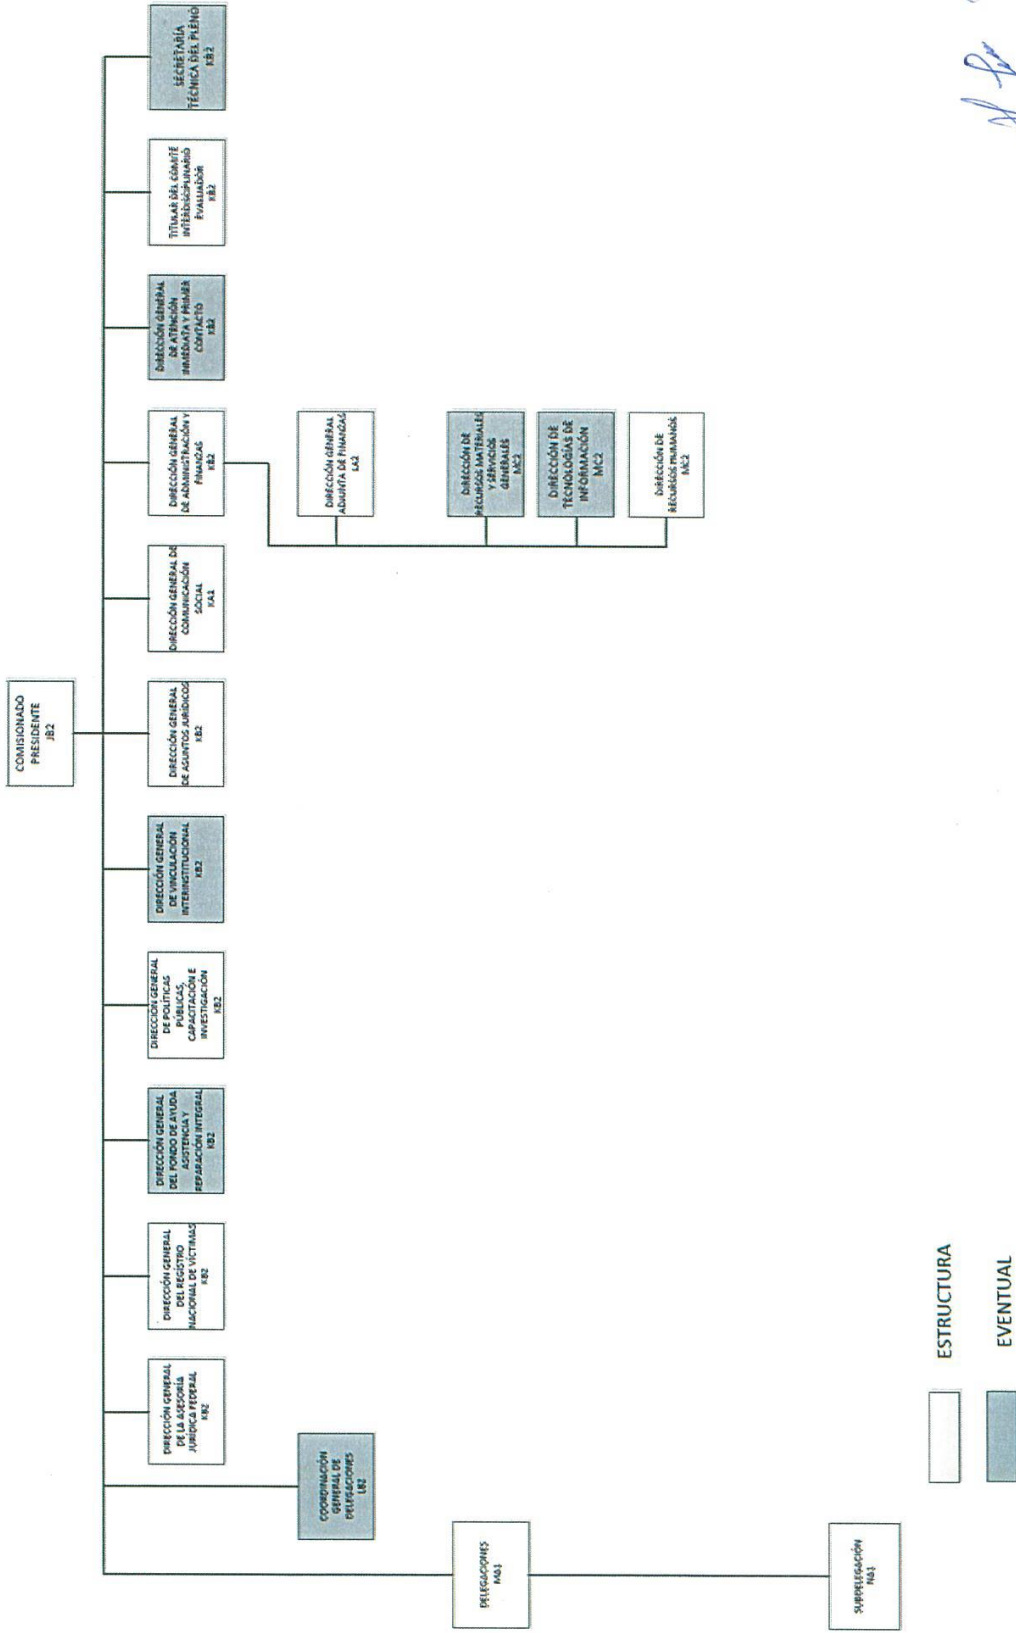 COMISIONADO
PRESIDENTE
JB2
DIRECCIÓN GENERAL
DE LA ASESORÍA
JURÍDICA FEDERAL
KB2
DIRECCIÓN GENERAL
DEL REGISTRO
NACIONAL DE VÍCTIMAS
KB2
DIRECCIÓN GENERAL
DEL FONDO DE AYUDA
ASISTENCIA Y
REPARACIÓN INTEGRAL
KB2
DIRECCIÓN GENERAL
DE POLÍTICAS
PÚBLICAS,
CAPACITACIÓN E
INVESTIGACIÓN
KB2
DIRECCIÓN GENERAL
DE VINCULACIÓN
INTERINSTITUCIONAL
KB2
DIRECCIÓN GENERAL
DE ASUNTOS JURÍDICOS
KB2
DIRECCIÓN GENERAL DE
COMUNICACIÓN
SOCIAL
KA1
DIRECCIÓN GENERAL
DE ADMINISTRACIÓN Y
FINANZAS
KB2
DIRECCIÓN GENERAL
DE ATENCIÓN
INMEDIATA Y PRIMER
CONTACTO
KB2
TITULAR DEL COMITÉ
INTERDISCIPLINARIO
EVALUADOR
KB2
SECRETARÍA
TÉCNICA DEL PLENO
KB2
COORDINACIÓN
GENERAL DE
DELEGACIONES
LB2
DIRECCIÓN GENERAL
ADJUNTA DE FINANZAS
LA2
DELEGACIONES
MA1
DIRECCIÓN DE
RECURSOS MATERIALES
Y SERVICIOS
GENERALES
MC2
DIRECCIÓN DE
TECNOLOGÍAS DE
INFORMACIÓN
MC2
DIRECCIÓN DE
RECURSOS HUMANOS
MC2
SUBDELEGACIÓN
NA1
ESTRUCTURA
EVENTUAL